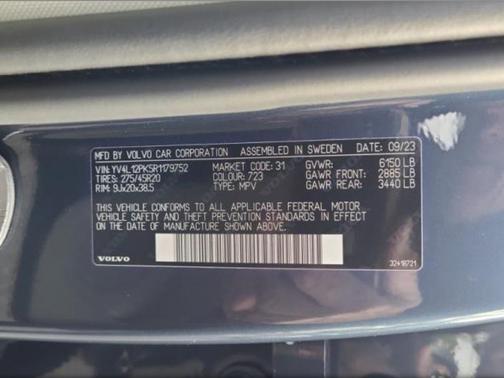 MFD BY VOLVO CAR CORPORATION ASSEMBLED IN SWEDEN DATE: 09/23
VIN: YV4L12PK5R1179752 MARKET CODE: 31 GVWR: 6150 LB
TIRES: 275/45R20 COLOUR: 723 GAWR FRONT: 2885 LB
RIM: 9Jx20x38.5 TYPE: MPV GAWR REAR: 3440 LB
THIS VEHICLE CONFORMS TO ALL APPLICABLE FEDERAL MOTOR
VEHICLE SAFETY AND THEFT PREVENTION STANDARDS IN EFFECT
ON THE DATE OF MANUFACTURE SHOWN ABOVE.
VOLVO 32418721